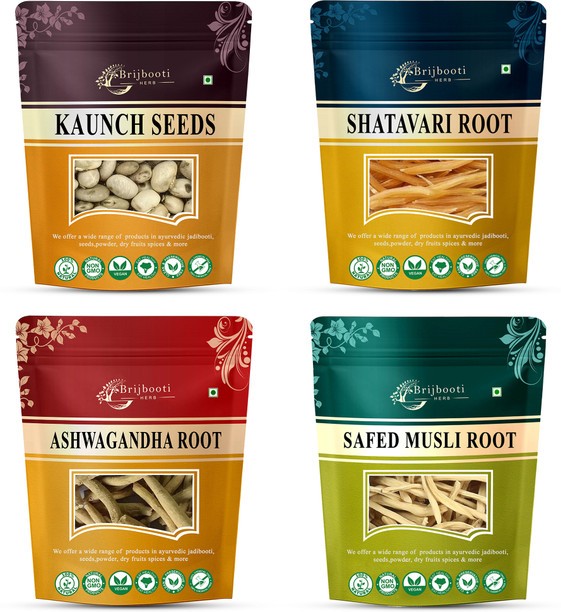 Brijbooti
HERB
KAUNCH SEEDS
We offer a wide range of products in ayurvedic jadibooti,
seeds,powder, dry fruits spices & more
NON
GMO
VEGAN
Brijbooti
HERB
SHATAVARI ROOT
We offer a wide range of products in ayurvedic jadibooti,
seeds,powder, dry fruits spices & more
NON
GMO
VEGAN
Brijbooti
HERB
ASHWAGANDHA ROOT
We offer a wide range of products in ayurvedic jadibooti,
seeds,powder, dry fruits spices & more
NON
GMO
VEGAN
Brijbooti
HERB
SAFED MUSLI ROOT
We offer a wide range of products in ayurvedic jadibooti,
seeds,powder, dry fruits spices & more
NON
GMO
VEGAN